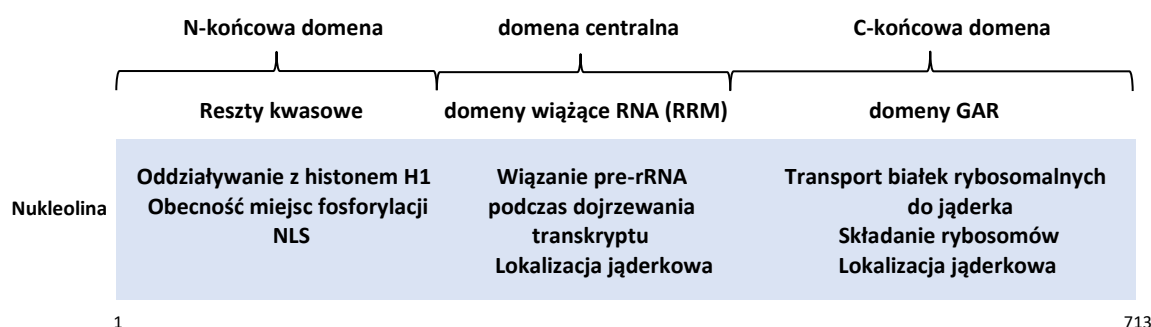 N-końcowa domena
domena centralna
C-końcowa domena
Reszty kwasowe
domeny wiążące RNA (RRM)
domeny GAR
Nukleolina
Oddziaływanie z histonem H1
Obecność miejsc fosforylacji
NLS
Wiązanie pre-rRNA
podczas dojrzewania
transkryptu
Lokalizacja jąderkowa
Transport białek rybosomalnych
do jąderka
Składanie rybosomów
Lokalizacja jąderkowa
1
713